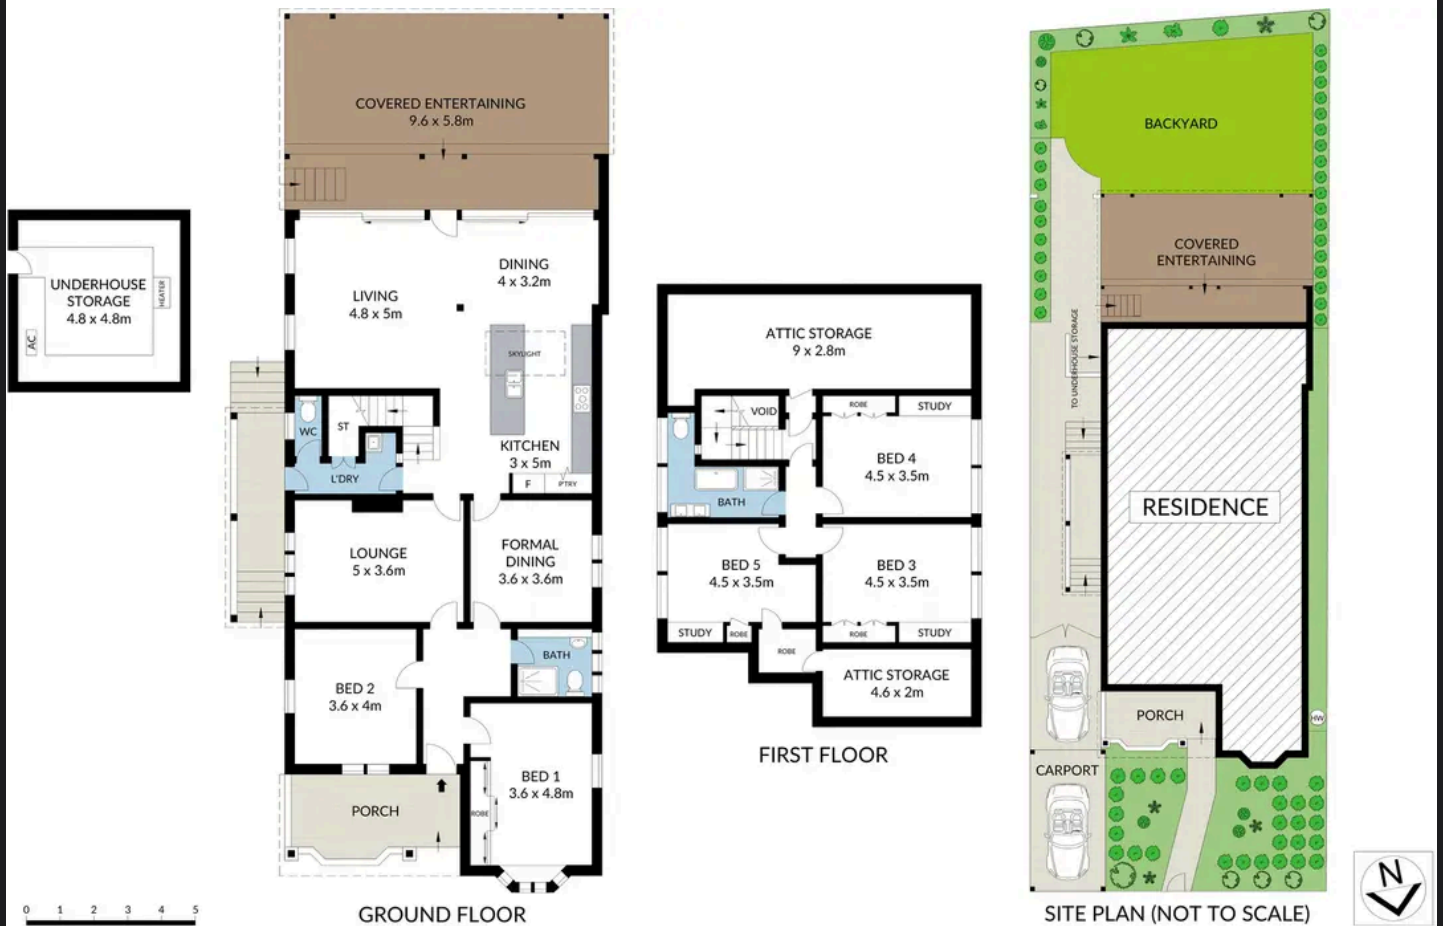 COVERED ENTERTAINING
9.6 x 5.8m
UNDERHOUSE
STORAGE
4.8 x 4.8m
HEATER
AC
DINING
4 x 3.2m
LIVING
4.8 x 5m
SKYLIGHT
WC
ST
L'DRY
KITCHEN
3 x 5m
F
P'TRY
LOUNGE
5 x 3.6m
FORMAL
DINING
3.6 x 3.6m
BATH
BED 2
3.6 x 4m
BED 1
3.6 x 4.8m
ROBE
PORCH
0 1 2 3 4 5
GROUND FLOOR
ATTIC STORAGE
9 x 2.8m
VOID
ROBE
STUDY
BED 4
4.5 x 3.5m
BATH
BED 5
4.5 x 3.5m
BED 3
4.5 x 3.5m
STUDY
ROBE
ROBE
ROBE
STUDY
ATTIC STORAGE
4.6 x 2m
FIRST FLOOR
BACKYARD
COVERED
ENTERTAINING
TO UNDERHOUSE STORAGE
RESIDENCE
PORCH
HW
CARPORT
SITE PLAN (NOT TO SCALE)
N